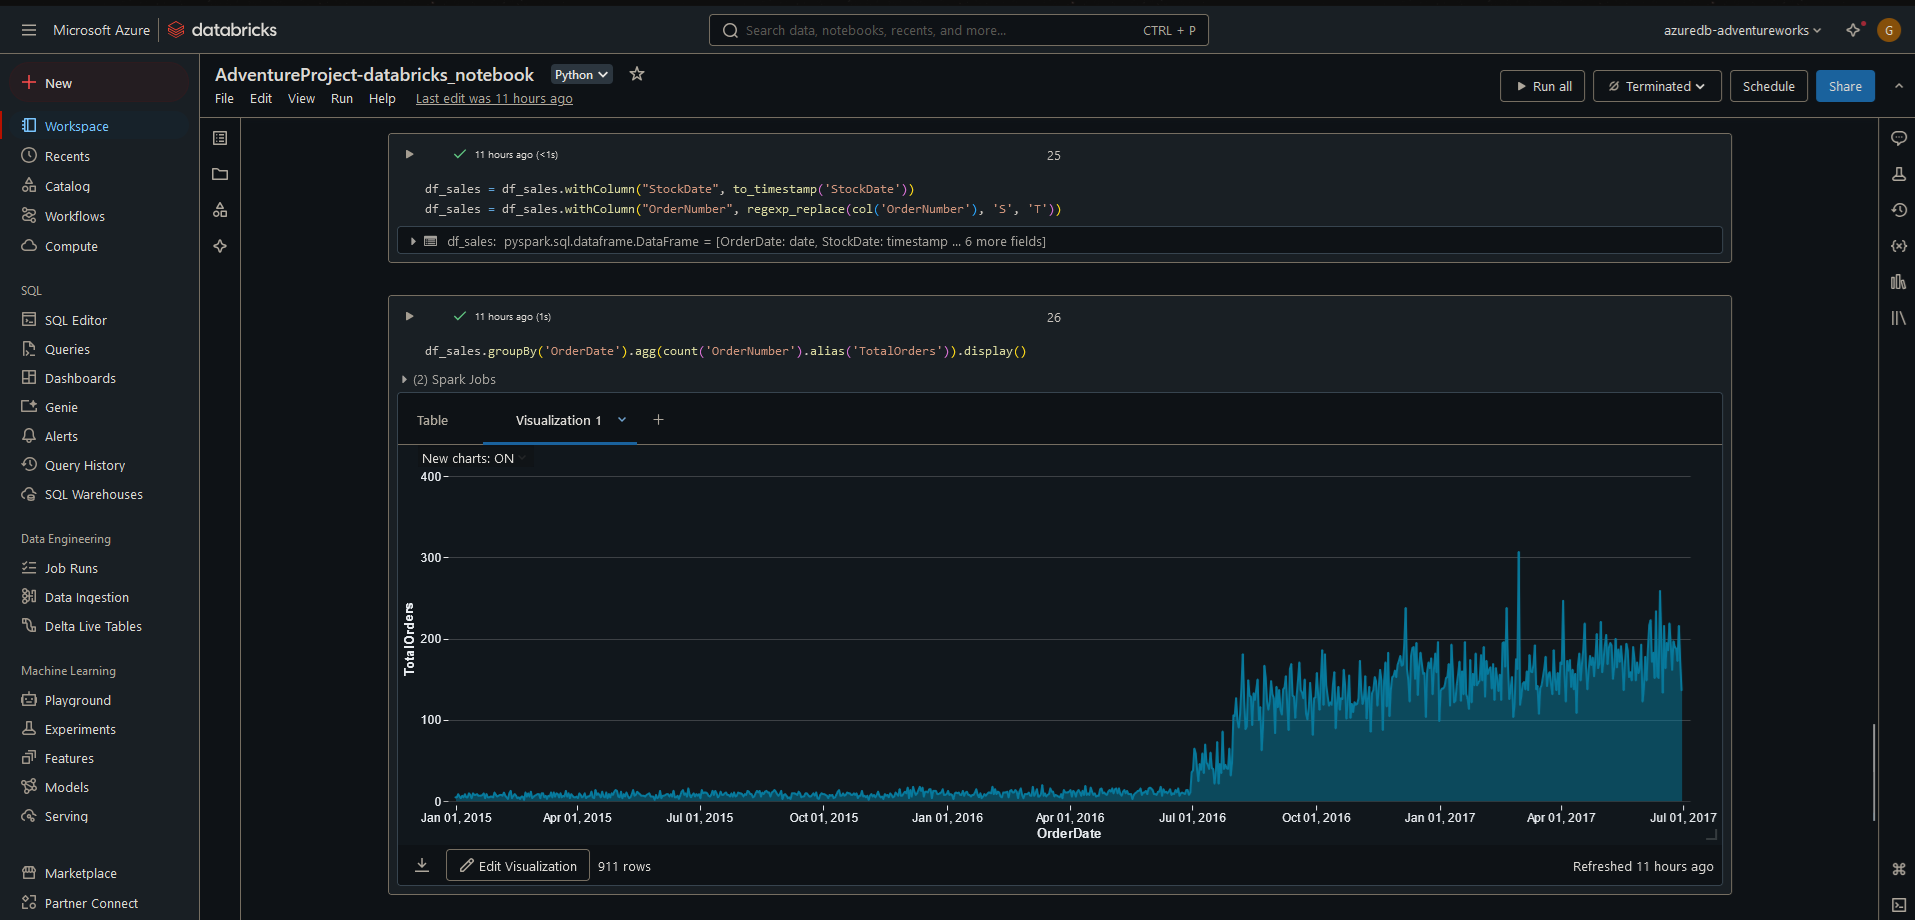 Microsoft Azure databricks
Search data, notebooks, recents, and more... CTRL + P
azuredb-adventureworks G
New
Workspace
Recents
Catalog
Workflows
Compute
SQL
SQL Editor
Queries
Dashboards
Genie
Alerts
Query History
SQL Warehouses
Data Engineering
Job Runs
Data Ingestion
Delta Live Tables
Machine Learning
Playground
Experiments
Features
Models
Serving
Marketplace
Partner Connect
AdventureProject-databricks_notebook Python
File Edit View Run Help Last edit was 11 hours ago
Run all Terminated Schedule Share
11 hours ago (<1s) 25
df_sales = df_sales.withColumn("StockDate", to_timestamp('StockDate'))
df_sales = df_sales.withColumn("OrderNumber", regexp_replace(col('OrderNumber'), 'S', 'T'))
df_sales: pyspark.sql.dataframe.DataFrame = [OrderDate: date, StockDate: timestamp ... 6 more fields]
11 hours ago (1s) 26
df_sales.groupBy('OrderDate').agg(count('OrderNumber').alias('TotalOrders')).display()
(2) Spark Jobs
Table Visualization 1 +
New charts: ON
400
300
200
100
0
TotalOrders
Jan 01, 2015 Apr 01, 2015 Jul 01, 2015 Oct 01, 2015 Jan 01, 2016 Apr 01, 2016 Jul 01, 2016 Oct 01, 2016 Jan 01, 2017 Apr 01, 2017 Jul 01, 2017
OrderDate
Edit Visualization 911 rows Refreshed 11 hours ago